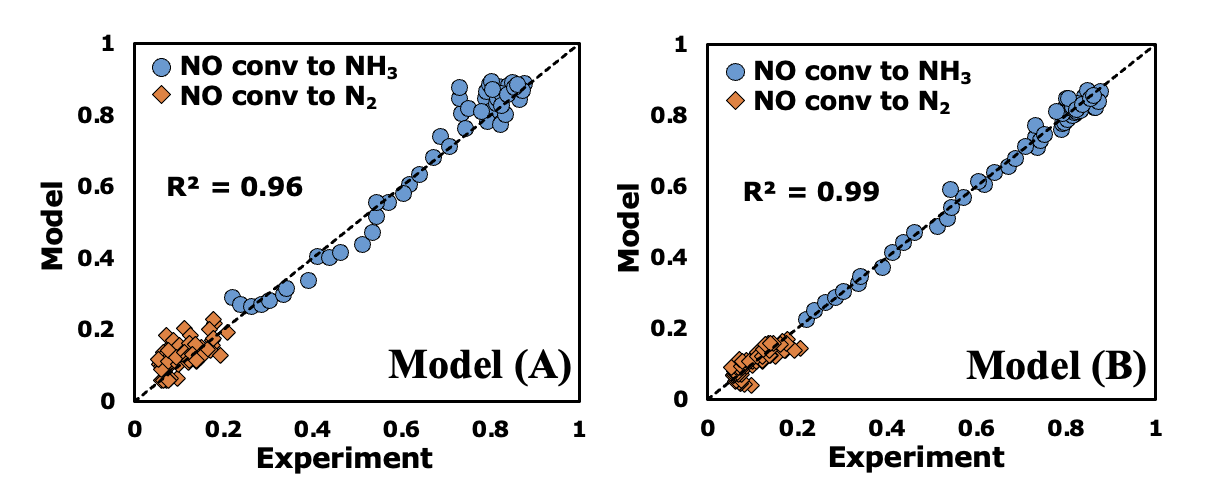 1
0.8
0.6
0.4
0.2
0
Model
NO conv to NH₃
NO conv to N₂
R² = 0.96
Model (A)
0 0.2 0.4 0.6 0.8 1
Experiment
1
0.8
0.6
0.4
0.2
0
Model
NO conv to NH₃
NO conv to N₂
R² = 0.99
Model (B)
0 0.2 0.4 0.6 0.8 1
Experiment